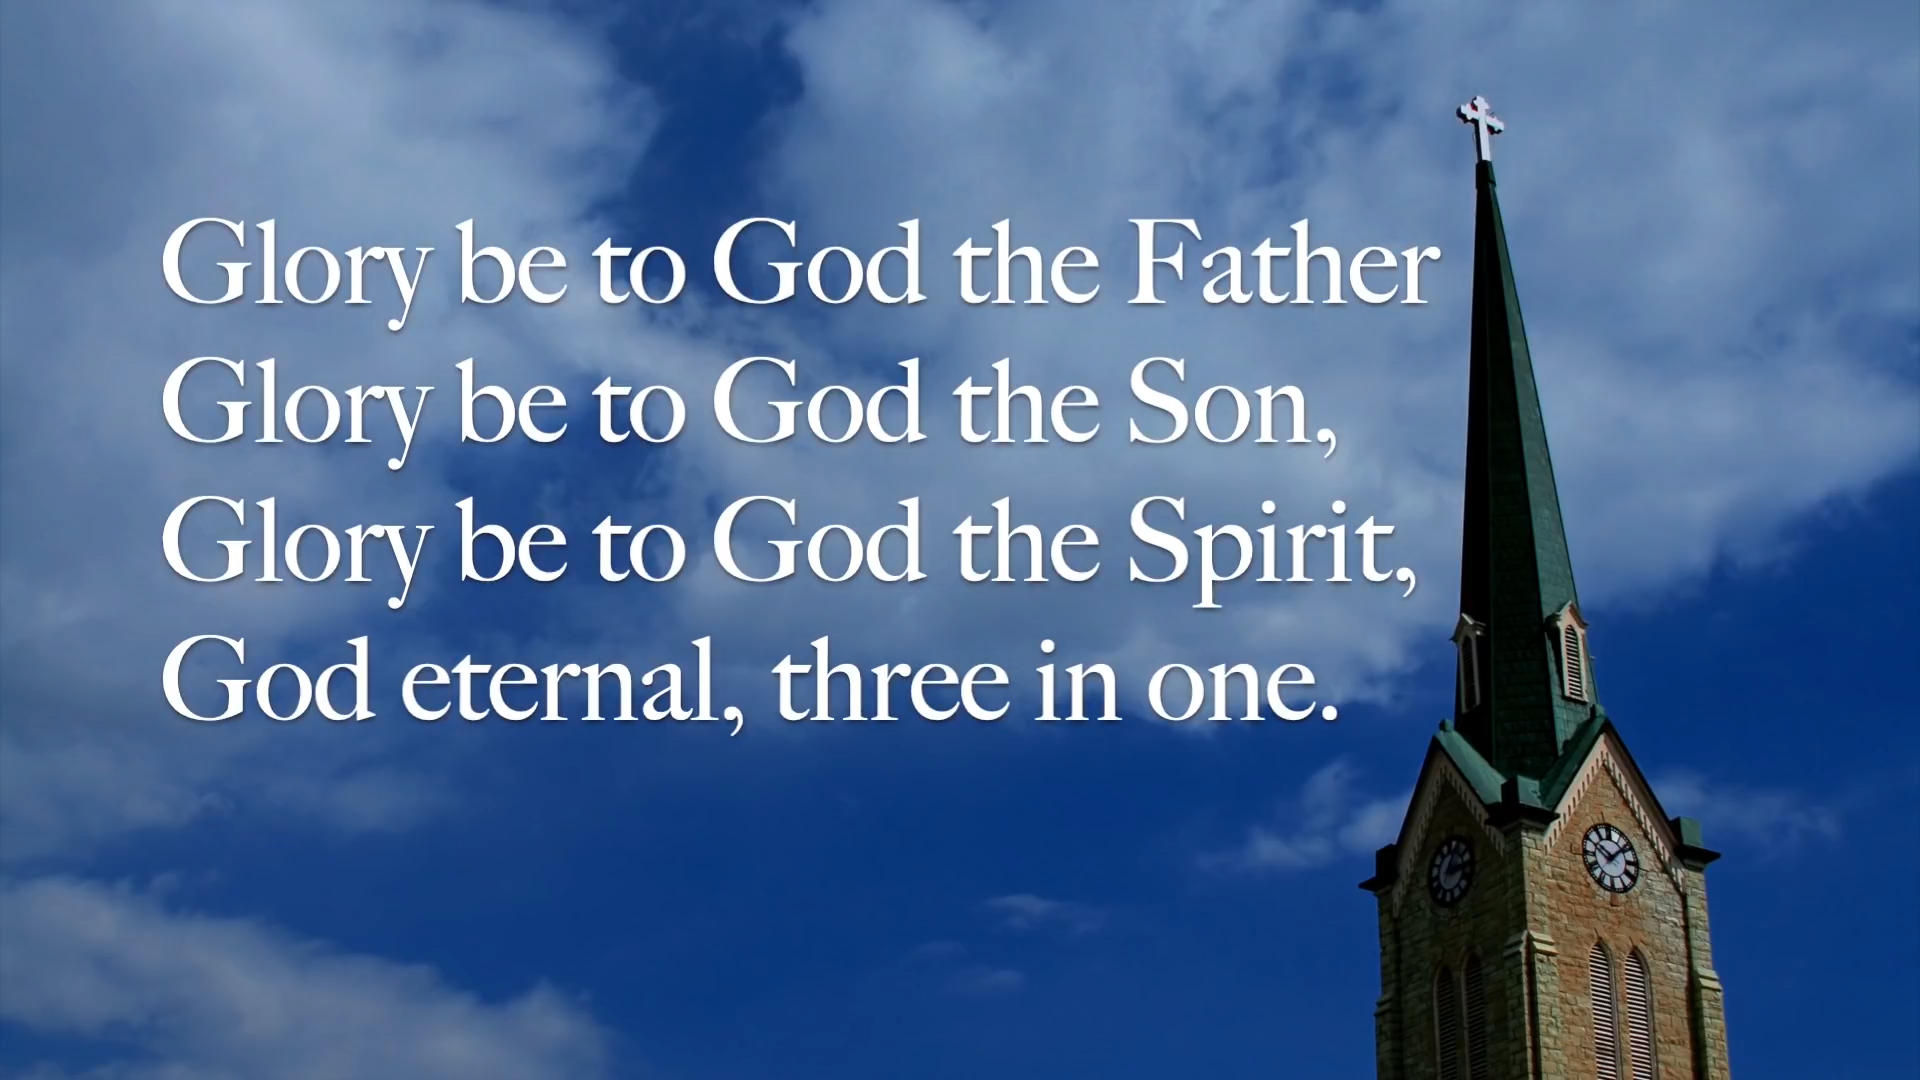 Glory be to God the Father
Glory be to God the Son,
Glory be to God the Spirit,
God eternal, three in one.